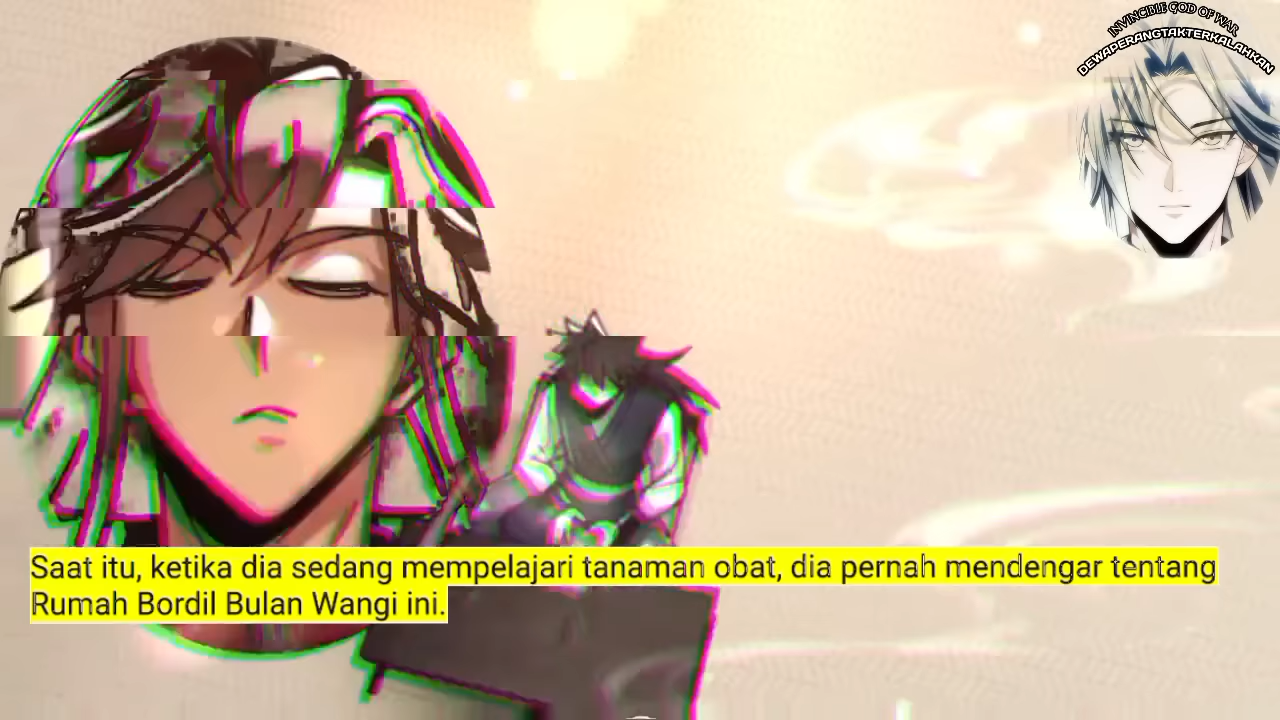 INVINCIBLE GOD OF WAR
DEWAPERANGTAKTERKALAHKAN
Saat itu, ketika dia sedang mempelajari tanaman obat, dia pernah mendengar tentang
Rumah Bordil Bulan Wangi ini.